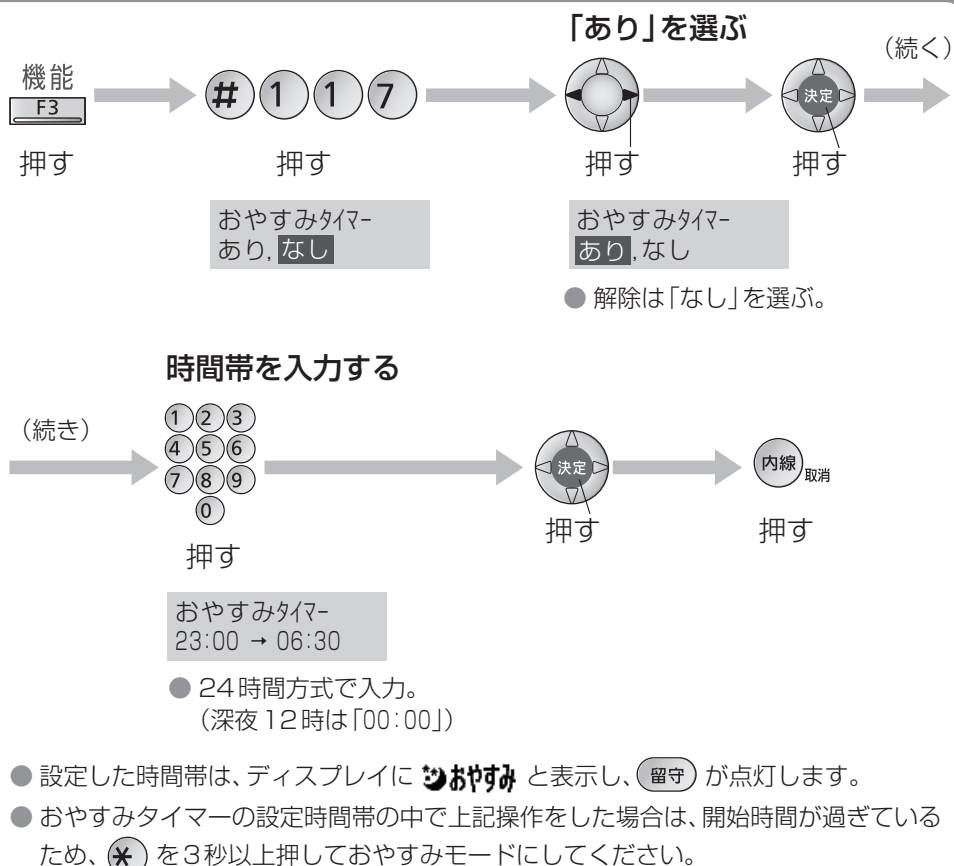 「あり」を選ぶ
(続く)
機能
F3
# 1 1 7
決定
押す 押す 押す 押す
おやすみﾀｲﾏｰ
あり,なし
おやすみﾀｲﾏｰ
あり,なし
● 解除は「なし」を選ぶ。
時間帯を入力する
(続き)
1 2 3
4 5 6
7 8 9
0
決定
内線 取消
押す 押す 押す
おやすみﾀｲﾏｰ
23:00 → 06:30
● 24時間方式で入力。
(深夜12時は「00:00」)
● 設定した時間帯は、ディスプレイに おやすみ と表示し、留守 が点灯します。
● おやすみタイマーの設定時間帯の中で上記操作をした場合は、開始時間が過ぎている
ため、＊ を3秒以上押しておやすみモードにしてください。